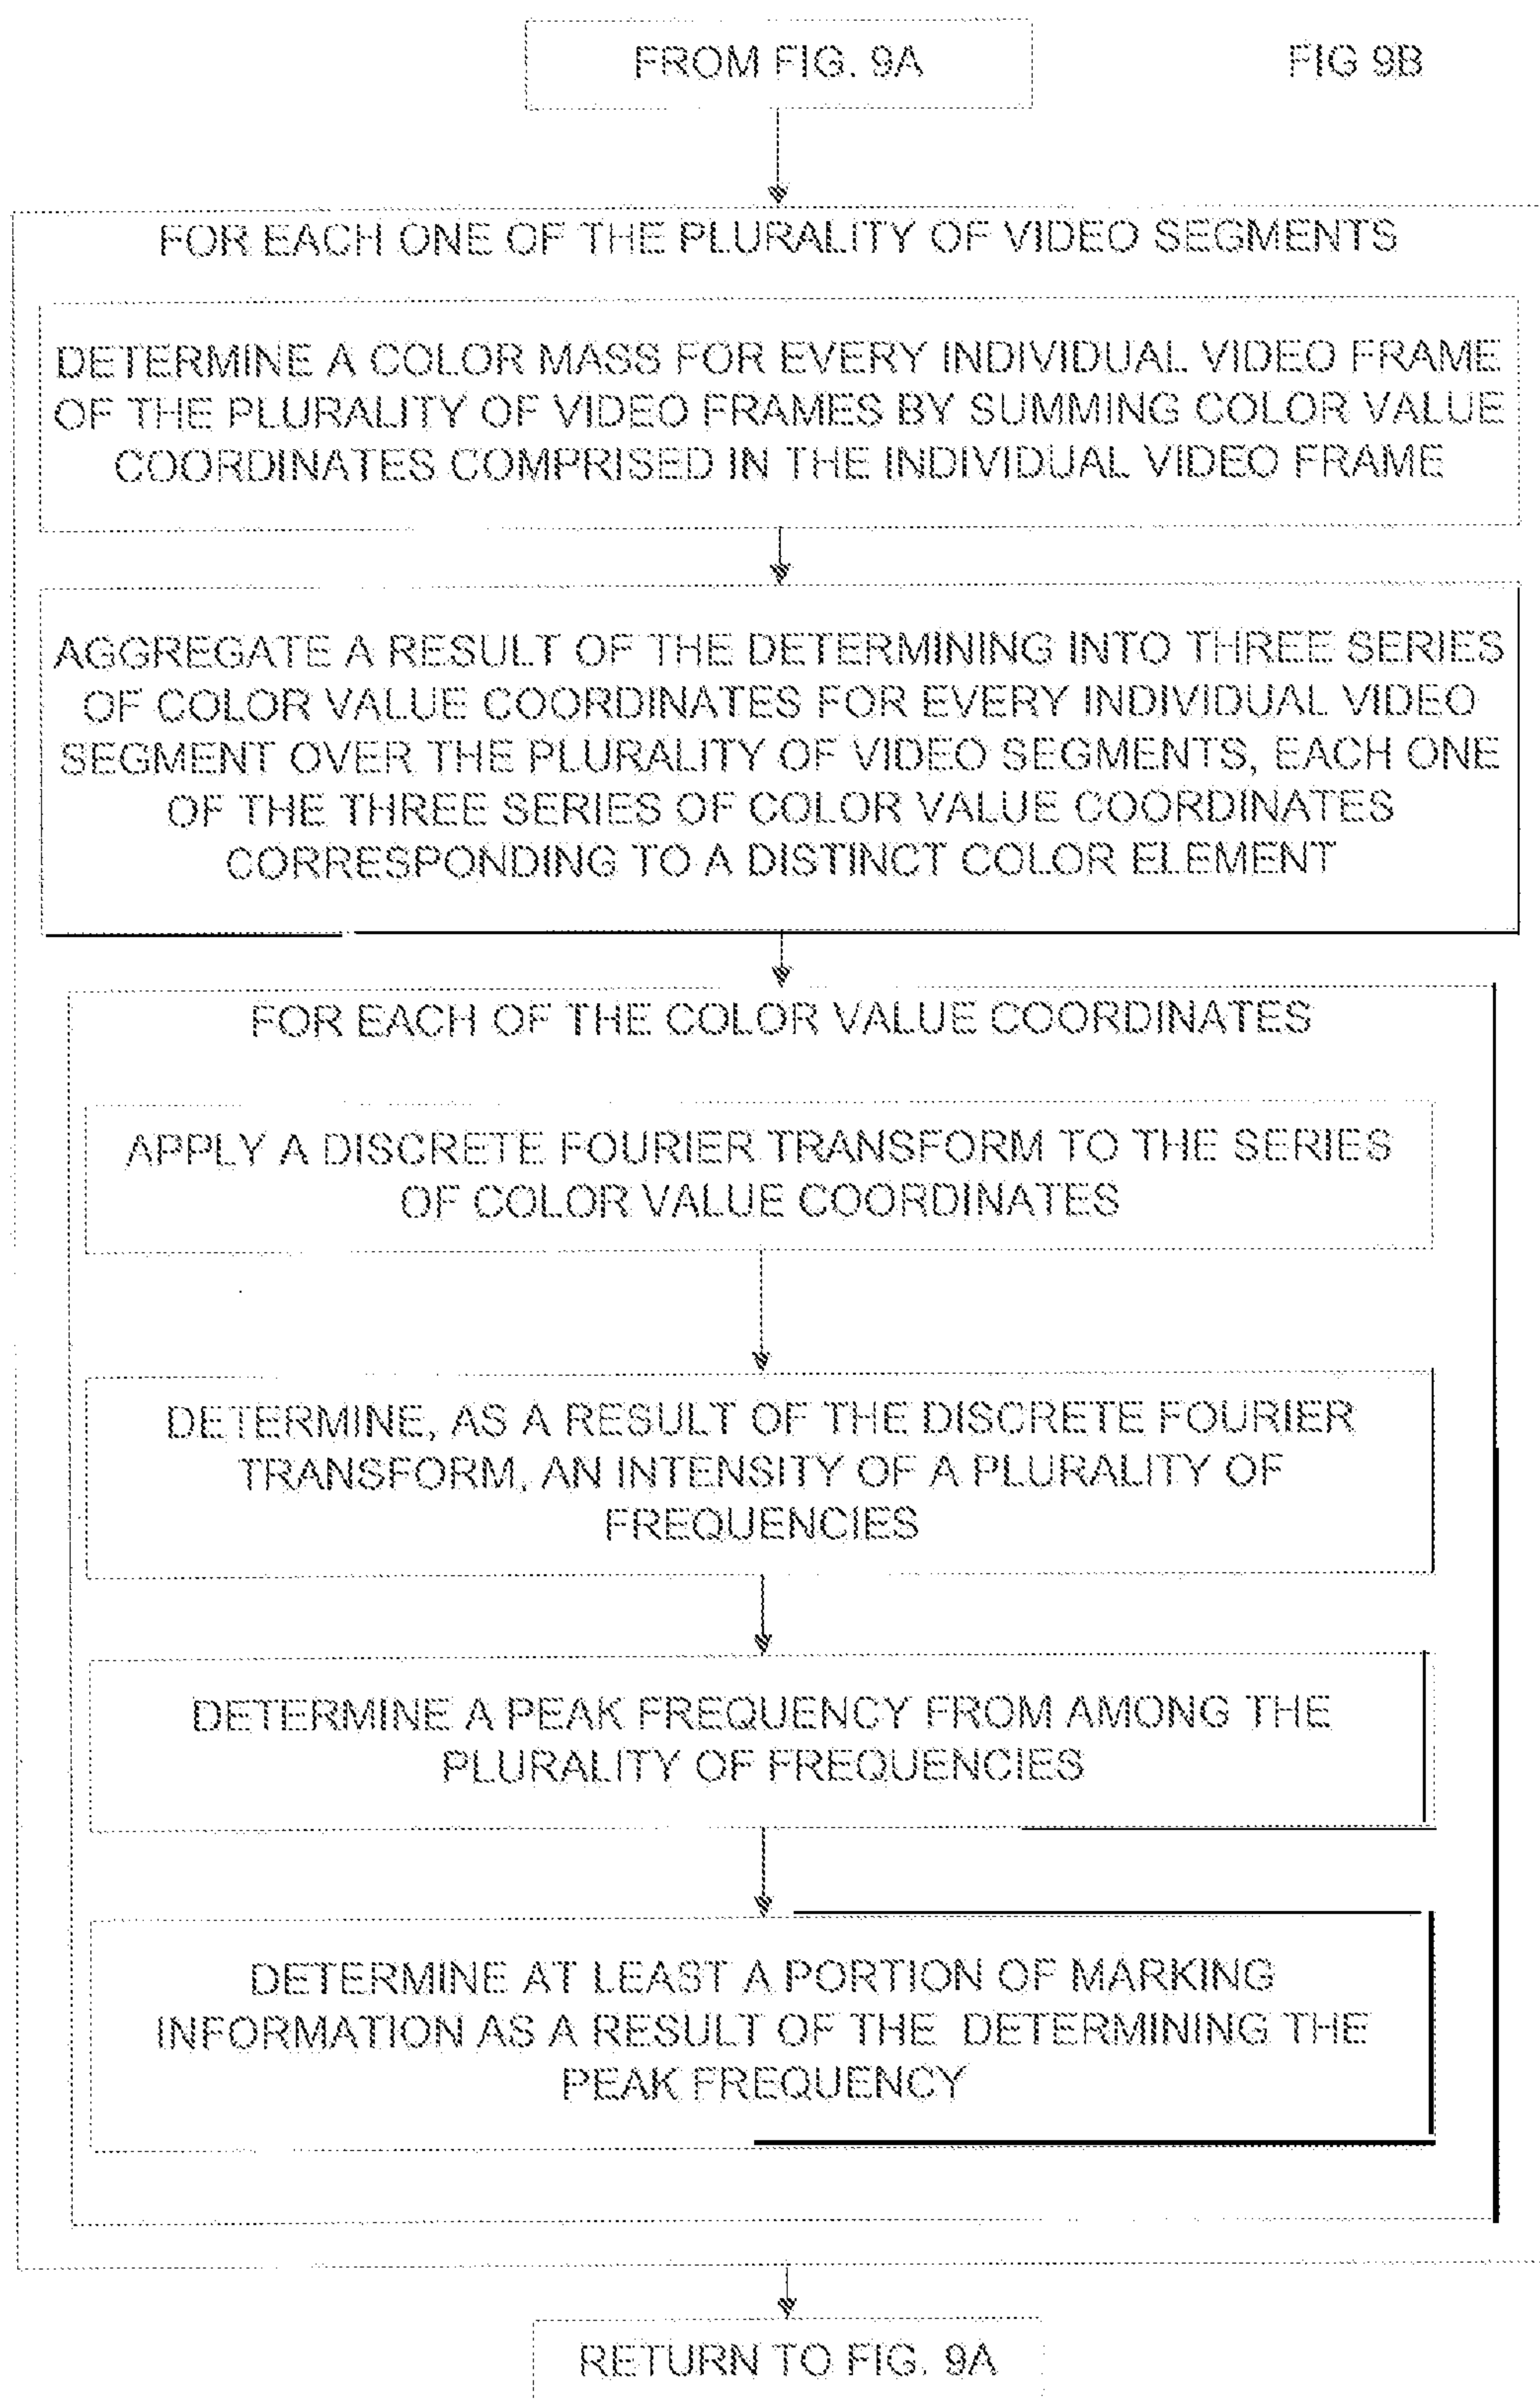 FROM FIG. 9A
FIG 9B
FOR EACH ONE OF THE PLURALITY OF VIDEO SEGMENTS
DETERMINE A COLOR MASS FOR EVERY INDIVIDUAL VIDEO FRAME
OF THE PLURALITY OF VIDEO FRAMES BY SUMMING COLOR VALUE
COORDINATES COMPRISED IN THE INDIVIDUAL VIDEO FRAME
AGGREGATE A RESULT OF THE DETERMINING INTO THREE SERIES
OF COLOR VALUE COORDINATES FOR EVERY INDIVIDUAL VIDEO
SEGMENT OVER THE PLURALITY OF VIDEO SEGMENTS, EACH ONE
OF THE THREE SERIES OF COLOR VALUE COORDINATES
CORRESPONDING TO A DISTINCT COLOR ELEMENT
FOR EACH OF THE COLOR VALUE COORDINATES
APPLY A DISCRETE FOURIER TRANSFORM TO THE SERIES
OF COLOR VALUE COORDINATES
DETERMINE, AS A RESULT OF THE DISCRETE FOURIER
TRANSFORM, AN INTENSITY OF A PLURALITY OF
FREQUENCIES
DETERMINE A PEAK FREQUENCY FROM AMONG THE
PLURALITY OF FREQUENCIES
DETERMINE AT LEAST A PORTION OF MARKING
INFORMATION AS A RESULT OF THE DETERMINING THE
PEAK FREQUENCY
RETURN TO FIG. 9A